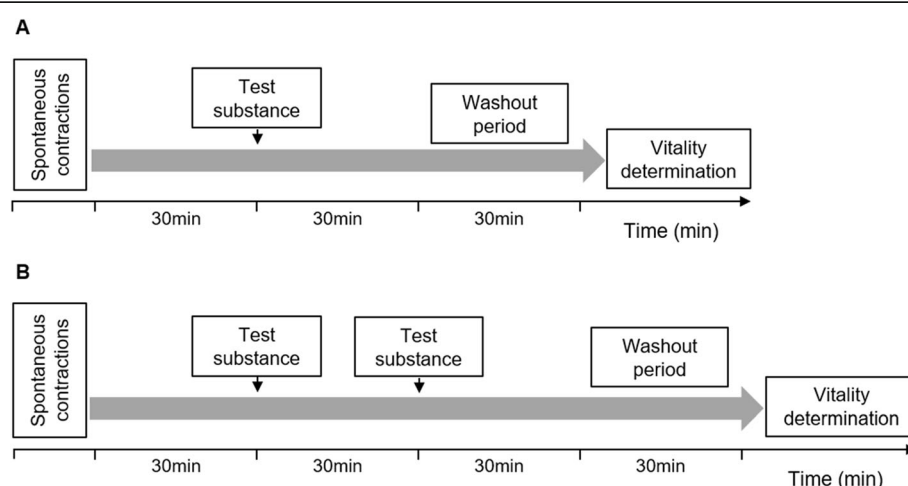 A
Spontaneous
contractions
Test
substance
Washout
period
Vitality
determination
30min
30min
30min
Time (min)
B
Spontaneous
contractions
Test
substance
Test
substance
Washout
period
Vitality
determination
30min
30min
30min
30min
Time (min)